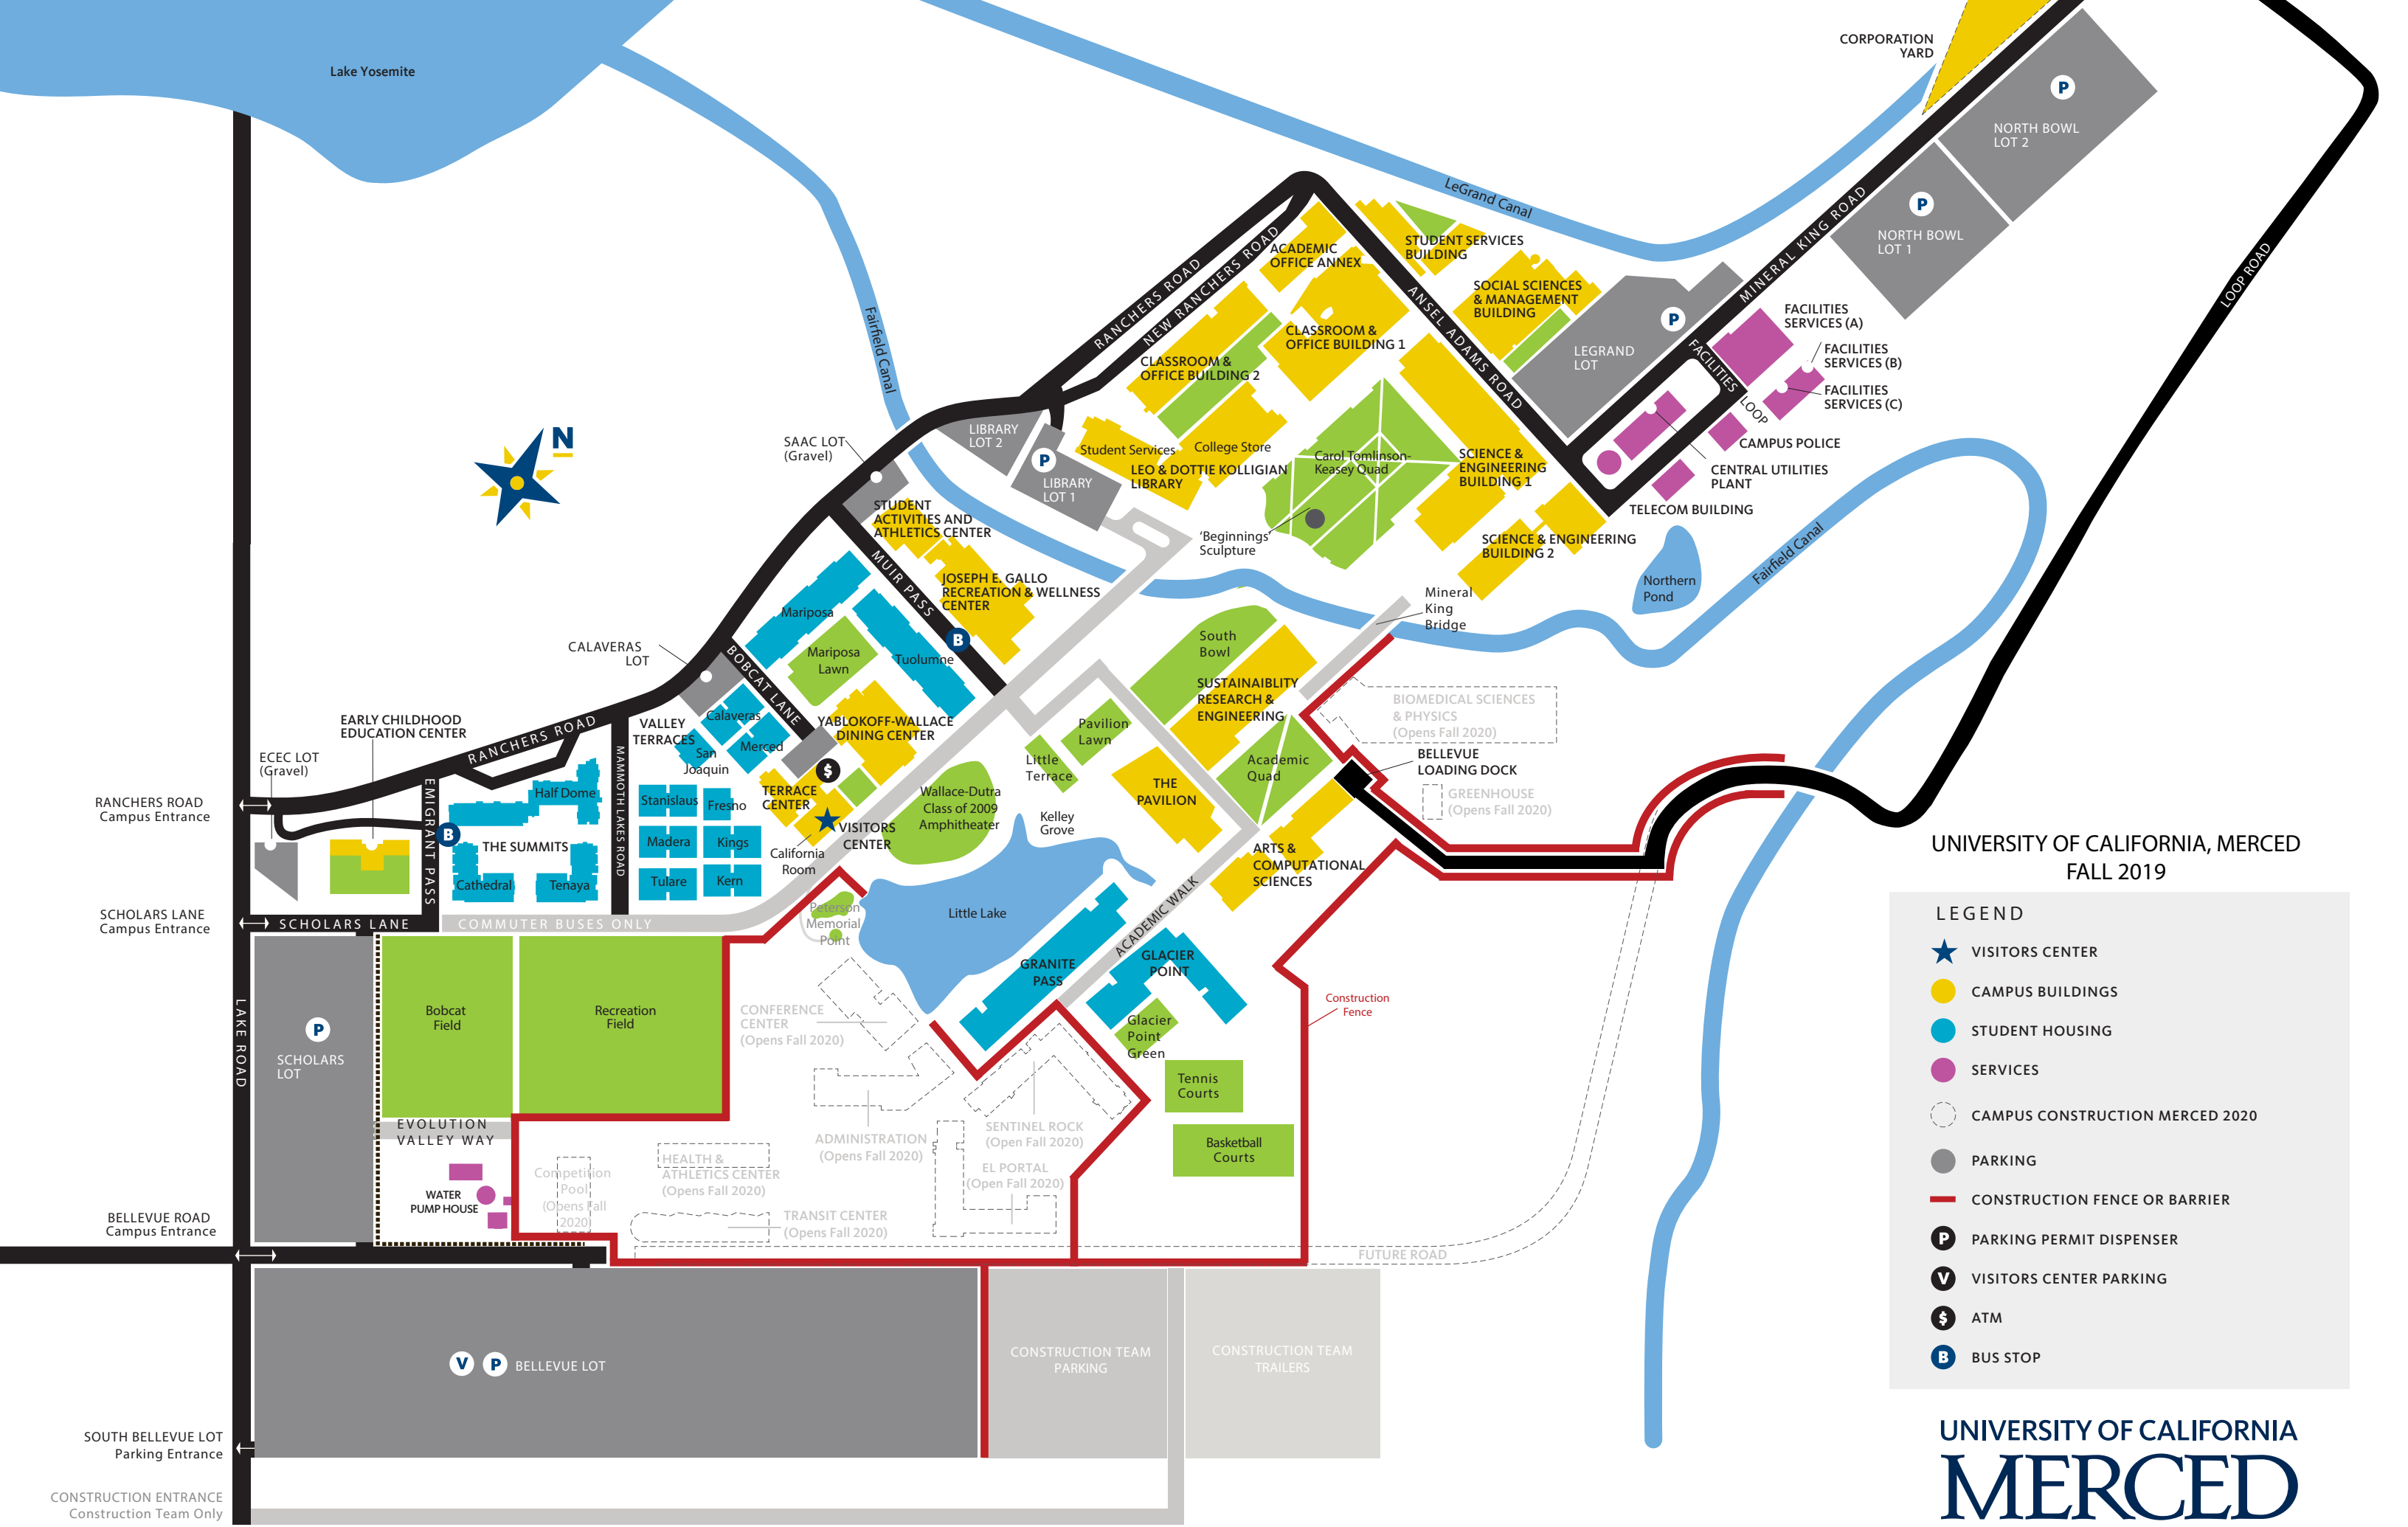 Lake Yosemite
CORPORATION
YARD
NORTH BOWL
LOT 2
NORTH BOWL
LOT 1
LeGrand Canal
MINERAL KING ROAD
LOOP ROAD
Fairfield Canal
RANCHERS ROAD
NEW RANCHERS ROAD
ACADEMIC
OFFICE ANNEX
STUDENT SERVICES
BUILDING
SOCIAL SCIENCES
& MANAGEMENT
BUILDING
ANSEL ADAMS ROAD
CLASSROOM &
OFFICE BUILDING 1
CLASSROOM &
OFFICE BUILDING 2
LEGRAND
LOT
P
P
P
FACILITIES
SERVICES (A)
FACILITIES
SERVICES (B)
FACILITIES
SERVICES (C)
FACILITIES
LOOP
CAMPUS POLICE
CENTRAL UTILITIES
PLANT
TELECOM BUILDING
N
SAAC LOT
(Gravel)
LIBRARY
LOT 2
P
LIBRARY
LOT 1
Student Services
College Store
LEO & DOTTIE KOLLIGIAN
LIBRARY
Carol Tomlinson-
Keasey Quad
SCIENCE &
ENGINEERING
BUILDING 1
'Beginnings'
Sculpture
SCIENCE & ENGINEERING
BUILDING 2
Northern
Pond
Fairfield Canal
STUDENT
ACTIVITIES AND
ATHLETICS CENTER
MUIR PASS
JOSEPH E. GALLO
RECREATION & WELLNESS
CENTER
B
Mineral
King
Bridge
CALAVERAS
LOT
Mariposa
Mariposa
Lawn
Tuolumne
BOBCAT LANE
South
Bowl
SUSTAINAIBLITY
RESEARCH &
ENGINEERING
BIOMEDICAL SCIENCES
& PHYSICS
(Opens Fall 2020)
EARLY CHILDHOOD
EDUCATION CENTER
RANCHERS ROAD
VALLEY
TERRACES
Calaveras
Merced
San
Joaquin
YABLOKOFF-WALLACE
DINING CENTER
$
Pavilion
Lawn
Little
Terrace
Academic
Quad
BELLEVUE
LOADING DOCK
GREENHOUSE
(Opens Fall 2020)
ECEC LOT
(Gravel)
RANCHERS ROAD
Campus Entrance
EMIGRANT PASS
B
Half Dome
THE SUMMITS
Cathedral
Tenaya
MAMMOTH LAKES ROAD
Stanislaus
Fresno
Madera
Kings
Tulare
Kern
TERRACE
CENTER
VISITORS
CENTER
California
Room
Wallace-Dutra
Class of 2009
Amphitheater
Kelley
Grove
THE
PAVILION
ARTS &
COMPUTATIONAL
SCIENCES
SCHOLARS LANE
Campus Entrance
SCHOLARS LANE
COMMUTER BUSES ONLY
Peterson
Memorial
Point
Little Lake
ACADEMIC WALK
GRANITE
PASS
GLACIER
POINT
Glacier
Point
Green
LAKE ROAD
P
SCHOLARS
LOT
Bobcat
Field
Recreation
Field
CONFERENCE
CENTER
(Opens Fall 2020)
Construction
Fence
Tennis
Courts
Basketball
Courts
EVOLUTION
VALLEY WAY
WATER
PUMP HOUSE
Competition
Pool
(Opens Fall
2020)
HEALTH &
ATHLETICS CENTER
(Opens Fall 2020)
ADMINISTRATION
(Opens Fall 2020)
SENTINEL ROCK
(Open Fall 2020)
EL PORTAL
(Open Fall 2020)
TRANSIT CENTER
(Opens Fall 2020)
FUTURE ROAD
BELLEVUE ROAD
Campus Entrance
V P BELLEVUE LOT
CONSTRUCTION TEAM
PARKING
CONSTRUCTION TEAM
TRAILERS
SOUTH BELLEVUE LOT
Parking Entrance
CONSTRUCTION ENTRANCE
Construction Team Only
UNIVERSITY OF CALIFORNIA, MERCED
FALL 2019
LEGEND
VISITORS CENTER
CAMPUS BUILDINGS
STUDENT HOUSING
SERVICES
CAMPUS CONSTRUCTION MERCED 2020
PARKING
CONSTRUCTION FENCE OR BARRIER
P PARKING PERMIT DISPENSER
V VISITORS CENTER PARKING
$ ATM
B BUS STOP
UNIVERSITY OF CALIFORNIA
MERCED